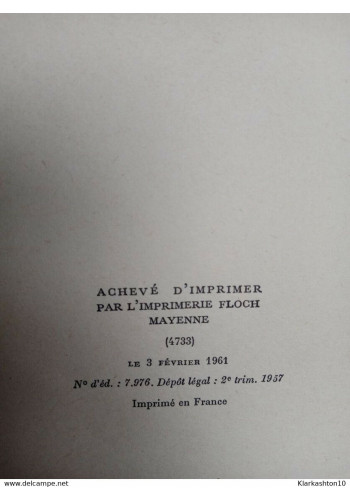 ACHEVÉ D'IMPRIMER
PAR L'IMPRIMERIE FLOCH
MAYENNE
(4733)
LE 3 FÉVRIER 1961
Nº d'éd. : 7.976. Dépôt légal : 2e trim. 1957
Imprimé en France
www.delcampe.net
Klarkashton10